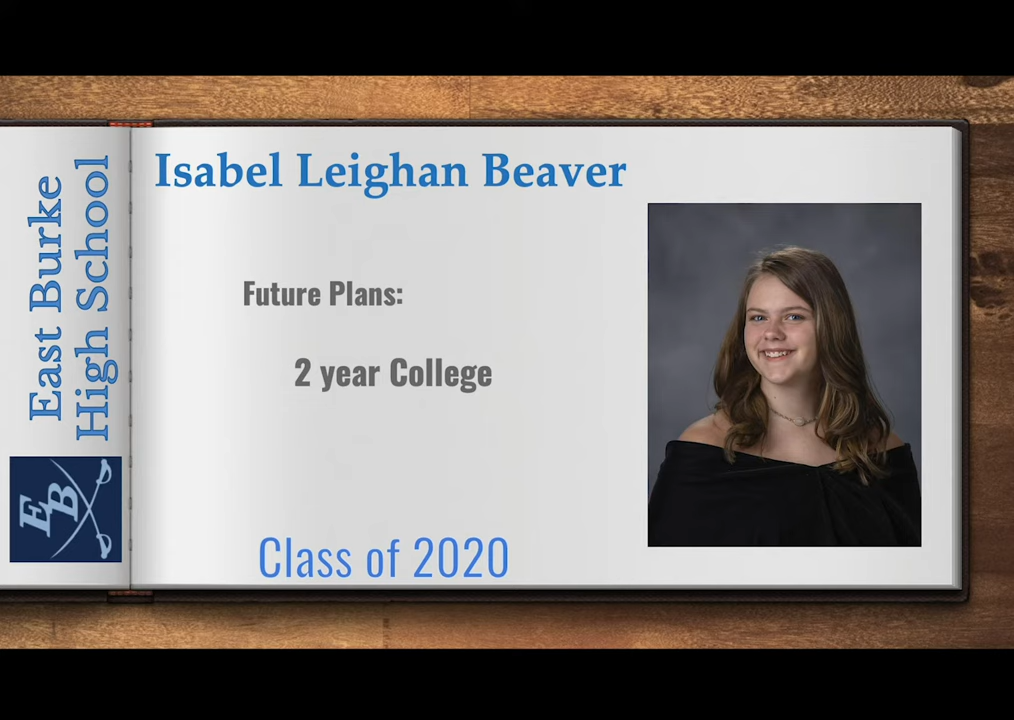 East Burke
High School
EB
Isabel Leighan Beaver
Future Plans:
2 year College
Class of 2020